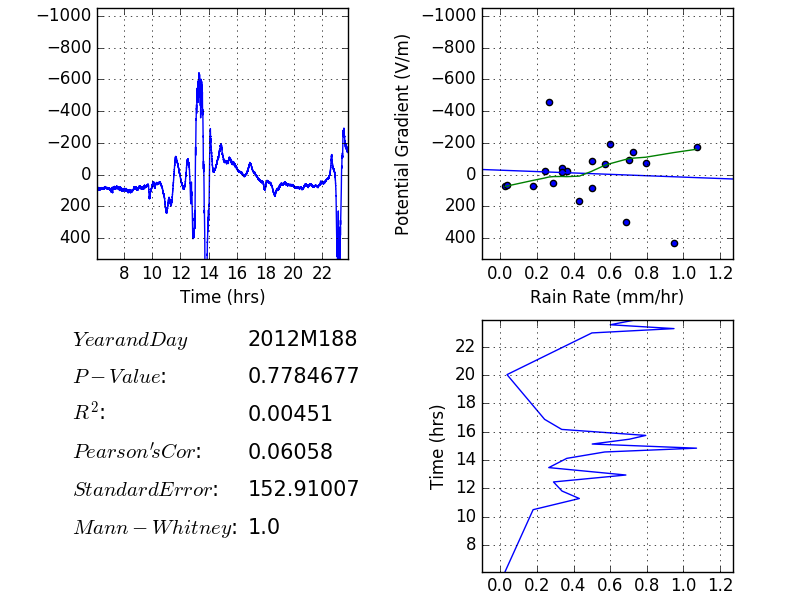 −1000
−800
−600
−400
−200
0
200
400
8 10 12 14 16 18 20 22
Time (hrs)
Potential Gradient (V/m)
−1000
−800
−600
−400
−200
0
200
400
0.0 0.2 0.4 0.6 0.8 1.0 1.2
Rain Rate (mm/hr)
YearandDay 2012M188
P−Value: 0.7784677
R²: 0.00451
Pearson'sCor: 0.06058
StandardError: 152.91007
Mann−Whitney: 1.0
Time (hrs)
22
20
18
16
14
12
10
8
0.0 0.2 0.4 0.6 0.8 1.0 1.2